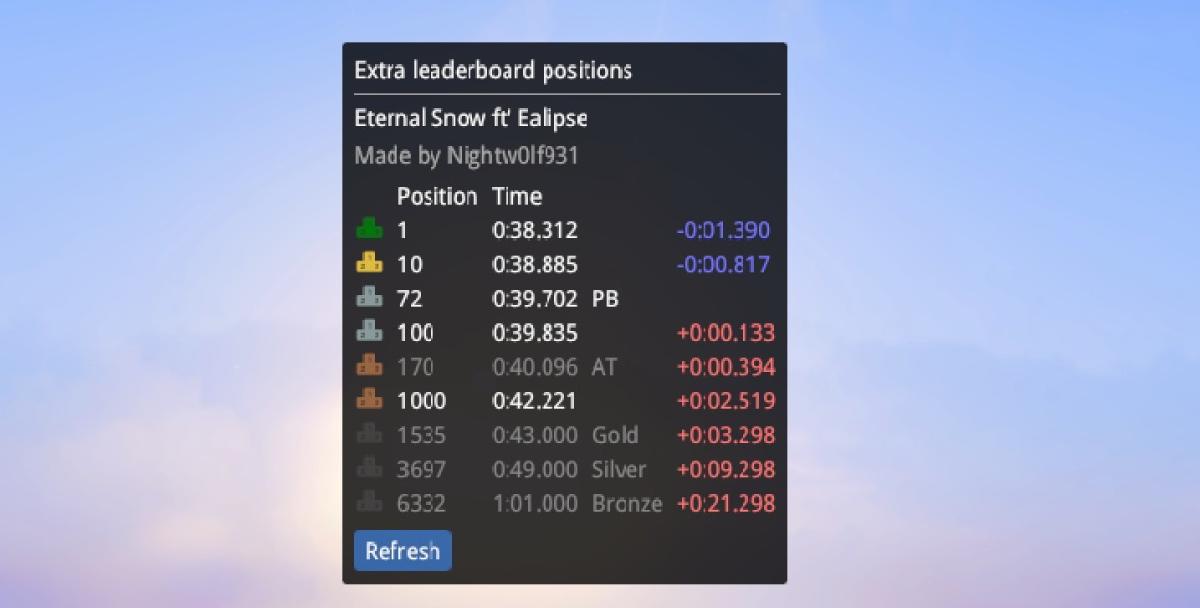 Extra leaderboard positions
Eternal Snow ft' Ealipse
Made by Nightw0lf931
Position Time
1 0:38.312 -0:01.390
10 0:38.885 -0:00.817
72 0:39.702 PB
100 0:39.835 +0:00.133
170 0:40.096 AT +0:00.394
1000 0:42.221 +0:02.519
1535 0:43.000 Gold +0:03.298
3697 0:49.000 Silver +0:09.298
6332 1:01.000 Bronze +0:21.298
Refresh